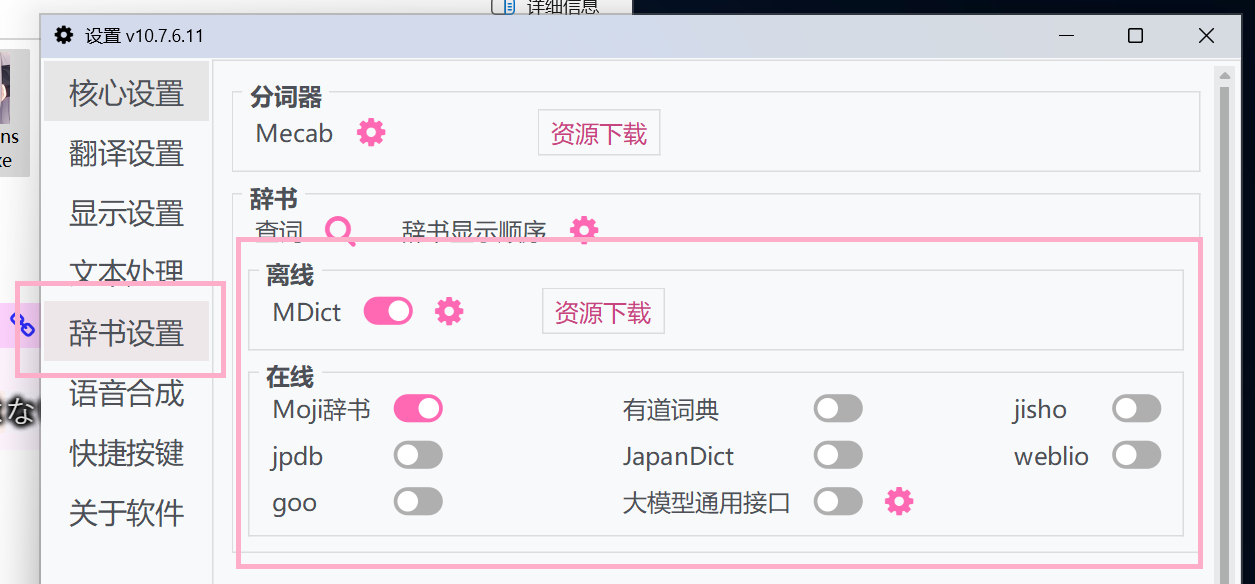 详细信息
设置 v10.7.6.11
ns
xe
な
核心设置
翻译设置
显示设置
文本处理
辞书设置
语音合成
快捷按键
关于软件
分词器
Mecab 资源下载
辞书
查词 辞书显示顺序
离线
MDict 资源下载
在线
Moji辞书 有道词典 jisho
jpdb JapanDict weblio
goo 大模型通用接口